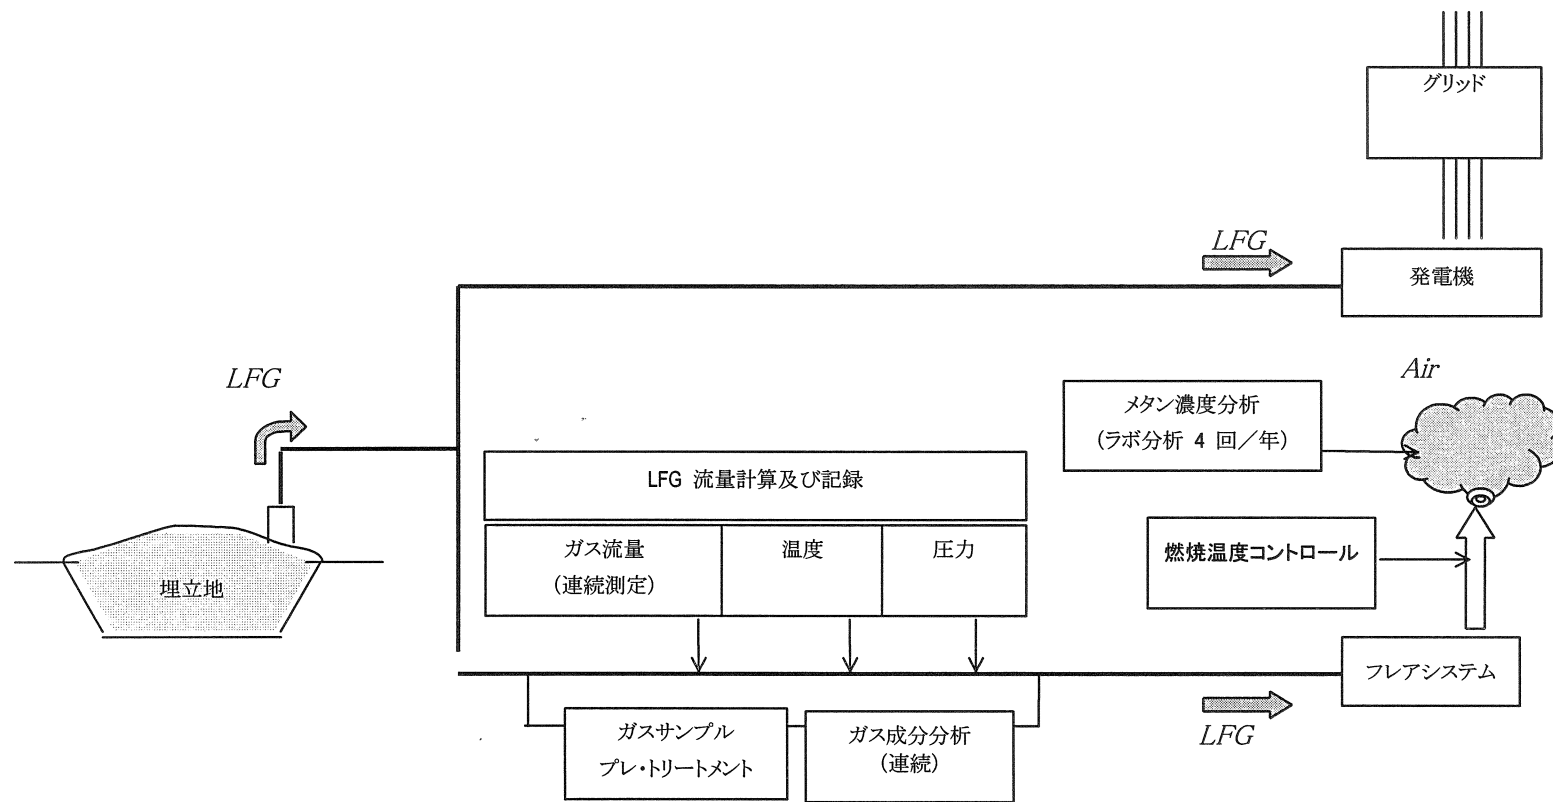 グリッド
LFG
発電機
LFG
Air
メタン濃度分析
(ラボ分析 4 回／年)
LFG 流量計算及び記録
ガス流量
(連続測定)
温度
圧力
燃焼温度コントロール
埋立地
フレアシステム
LFG
ガスサンプル
プレ・トリートメント
ガス成分分析
(連続)